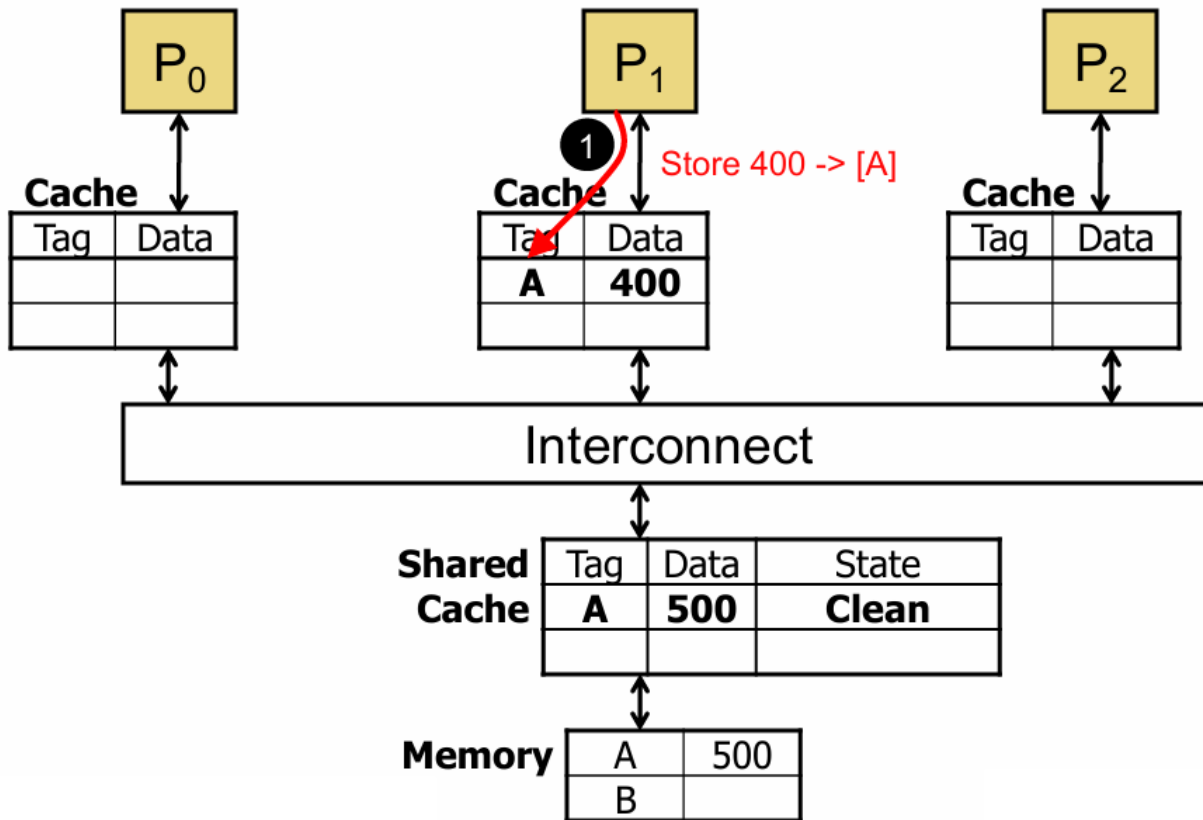 P0 P1 P2
1
Store 400 -> [A]
Cache Cache Cache
Tag Data Tag Data Tag Data
A 400
Interconnect
Shared Tag Data State
Cache A 500 Clean
Memory A 500
B